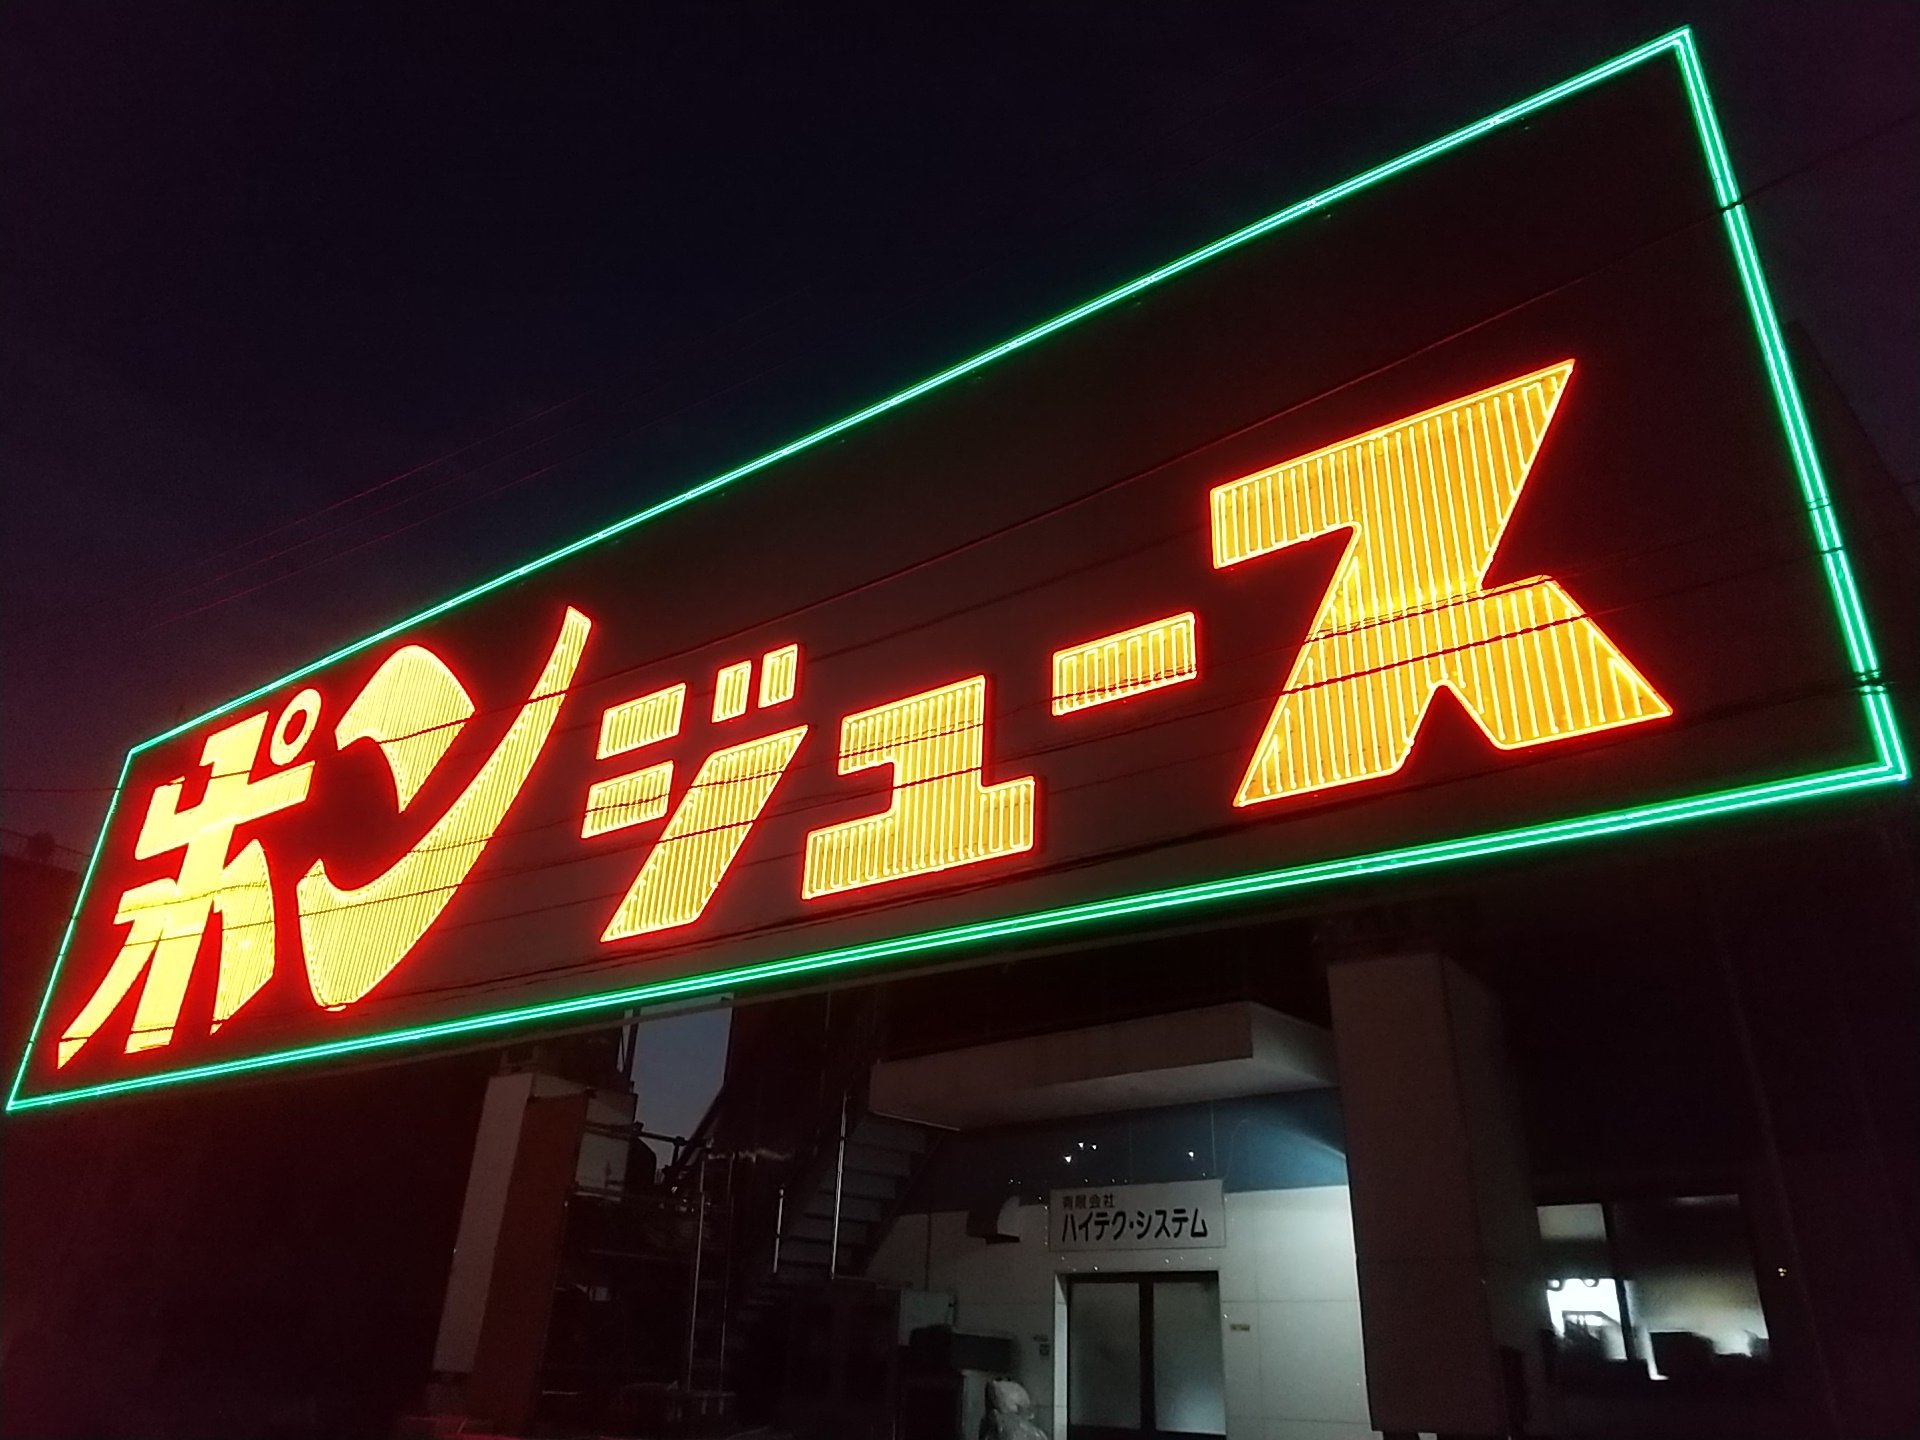 ポンジュース
有限会社
ハイテク・システム